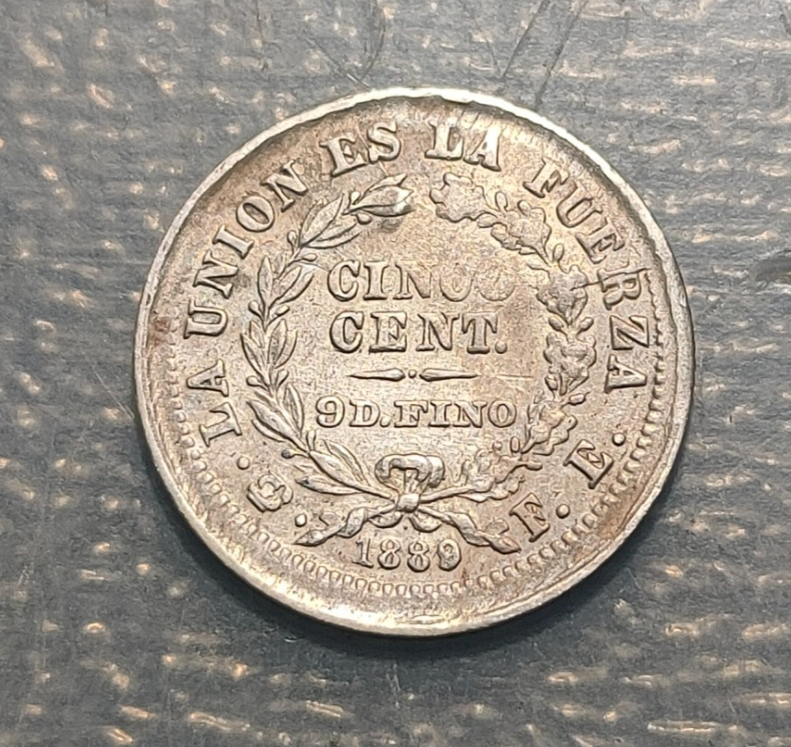 LA UNION ES LA FUERZA
CINCO
CENT.
9D.FINO
F. E.
1889